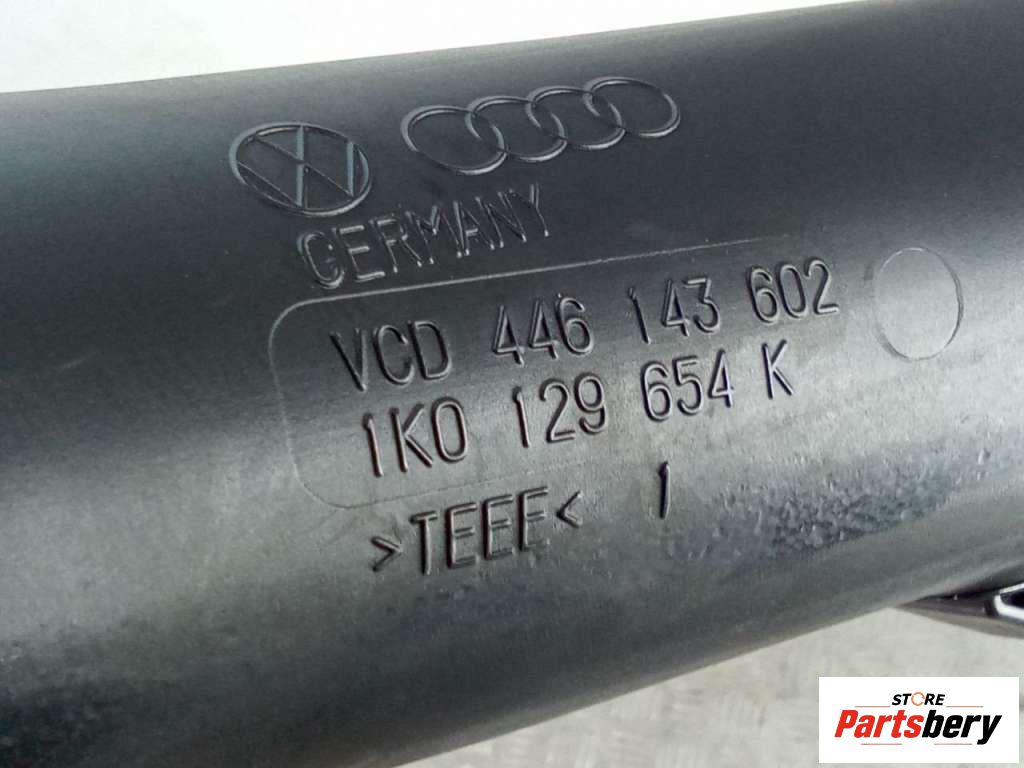 GERMANY
VCD 446 143 602
1K0 129 654 K
>TEEE< 1
STORE
Partsbery